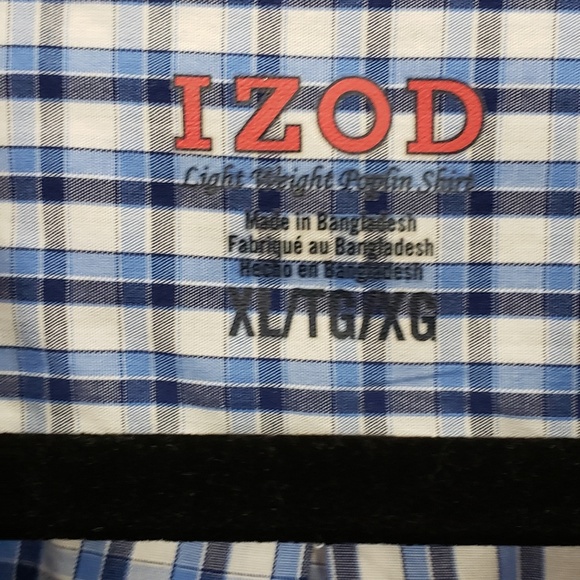 IZOD
Light Weight Poplin Shirt
Made in Bangladesh
Fabriqué au Bangladesh
Hecho en Bangladesh
XL/TG/XG